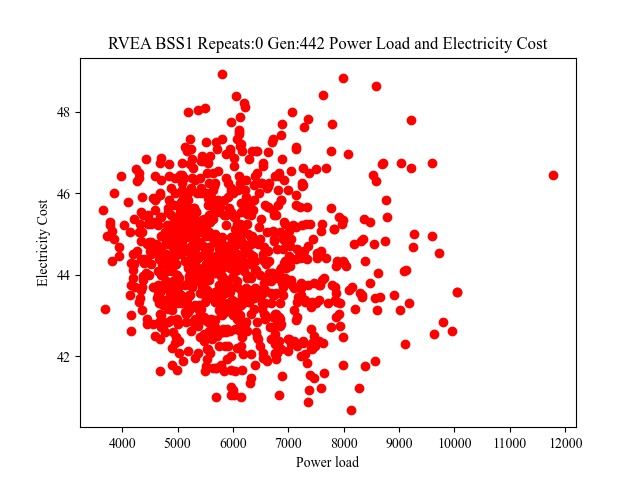 RVEA BSS1 Repeats:0 Gen:442 Power Load and Electricity Cost
48
46
44
42
Electricity Cost
4000 5000 6000 7000 8000 9000 10000 11000 12000
Power load